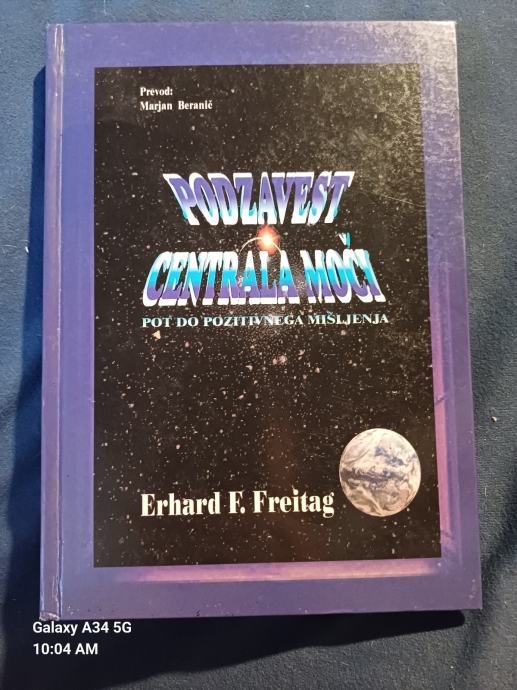 Prevod:
Marjan Beranič
PODZAVEST
CENTRALA MOČI
POT DO POZITIVNEGA MIŠLJENJA
Erhard F. Freitag
Galaxy A34 5G
10:04 AM